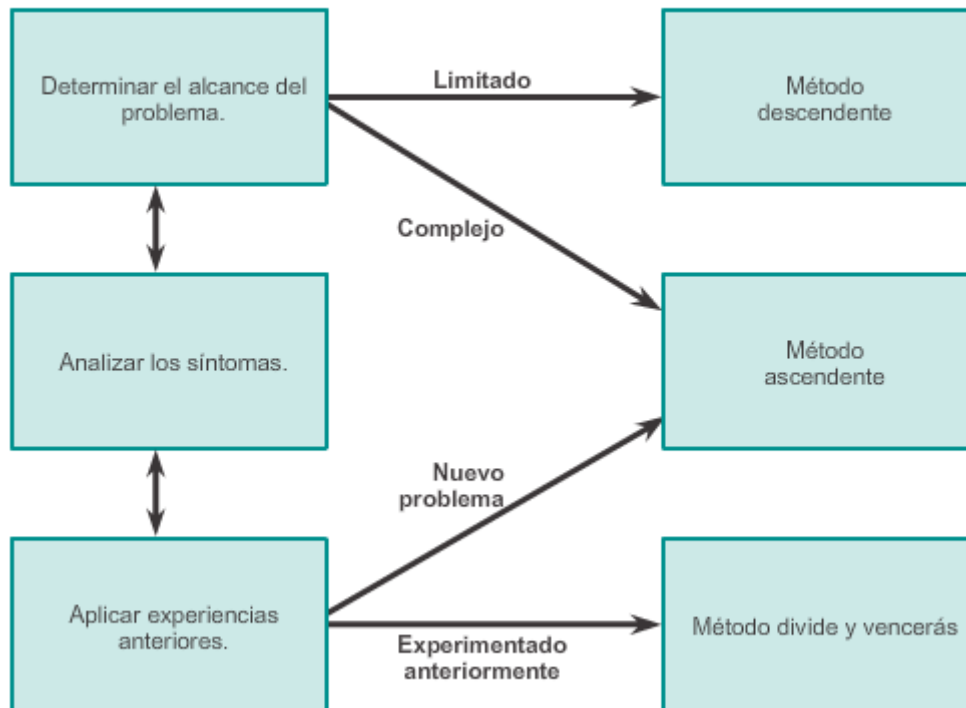 Determinar el alcance del
problema.
Limitado
Método
descendente
Complejo
Analizar los síntomas.
Método
ascendente
Nuevo
problema
Aplicar experiencias
anteriores.
Experimentado
anteriormente
Método divide y vencerás